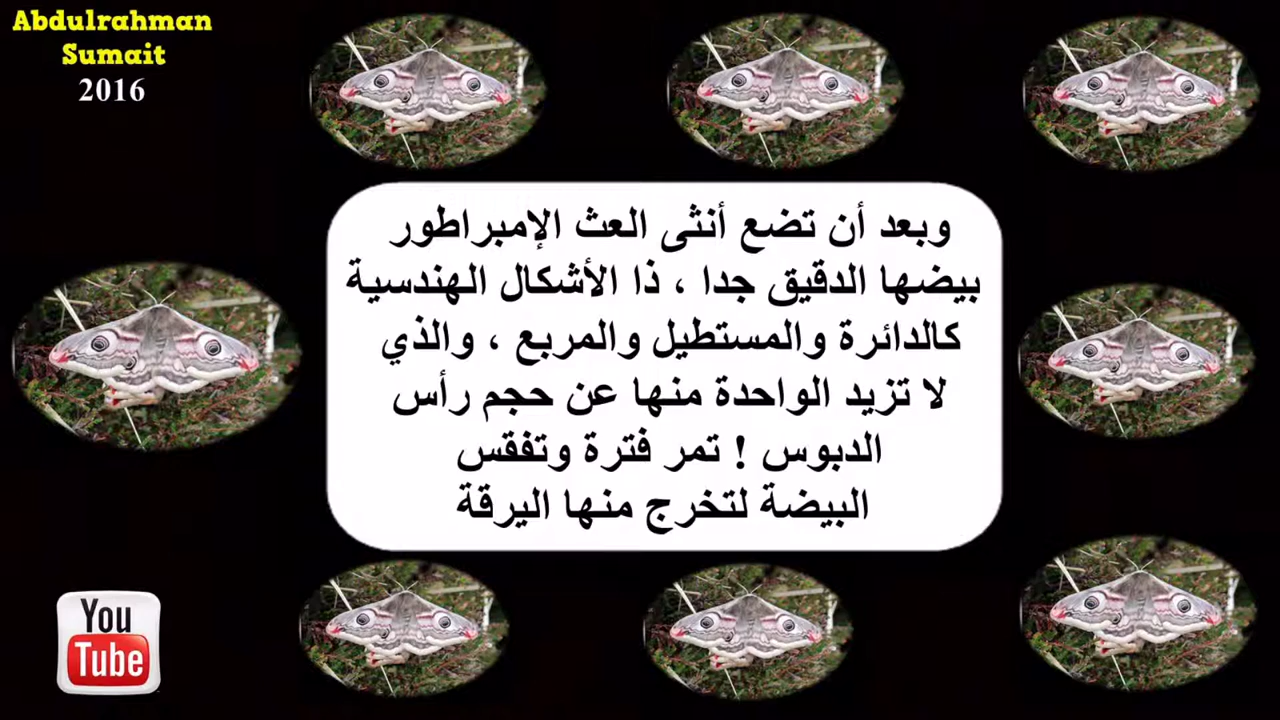 Abdulrahman
Sumait
2016
وبعد أن تضع أنثى العث الإمبراطور
بيضها الدقيق جدا ، ذا الأشكال الهندسية
كالدائرة والمستطيل والمربع ، والذي
لا تزيد الواحدة منها عن حجم رأس
الدبوس ! تمر فترة وتفقس
البيضة لتخرج منها اليرقة
You
Tube